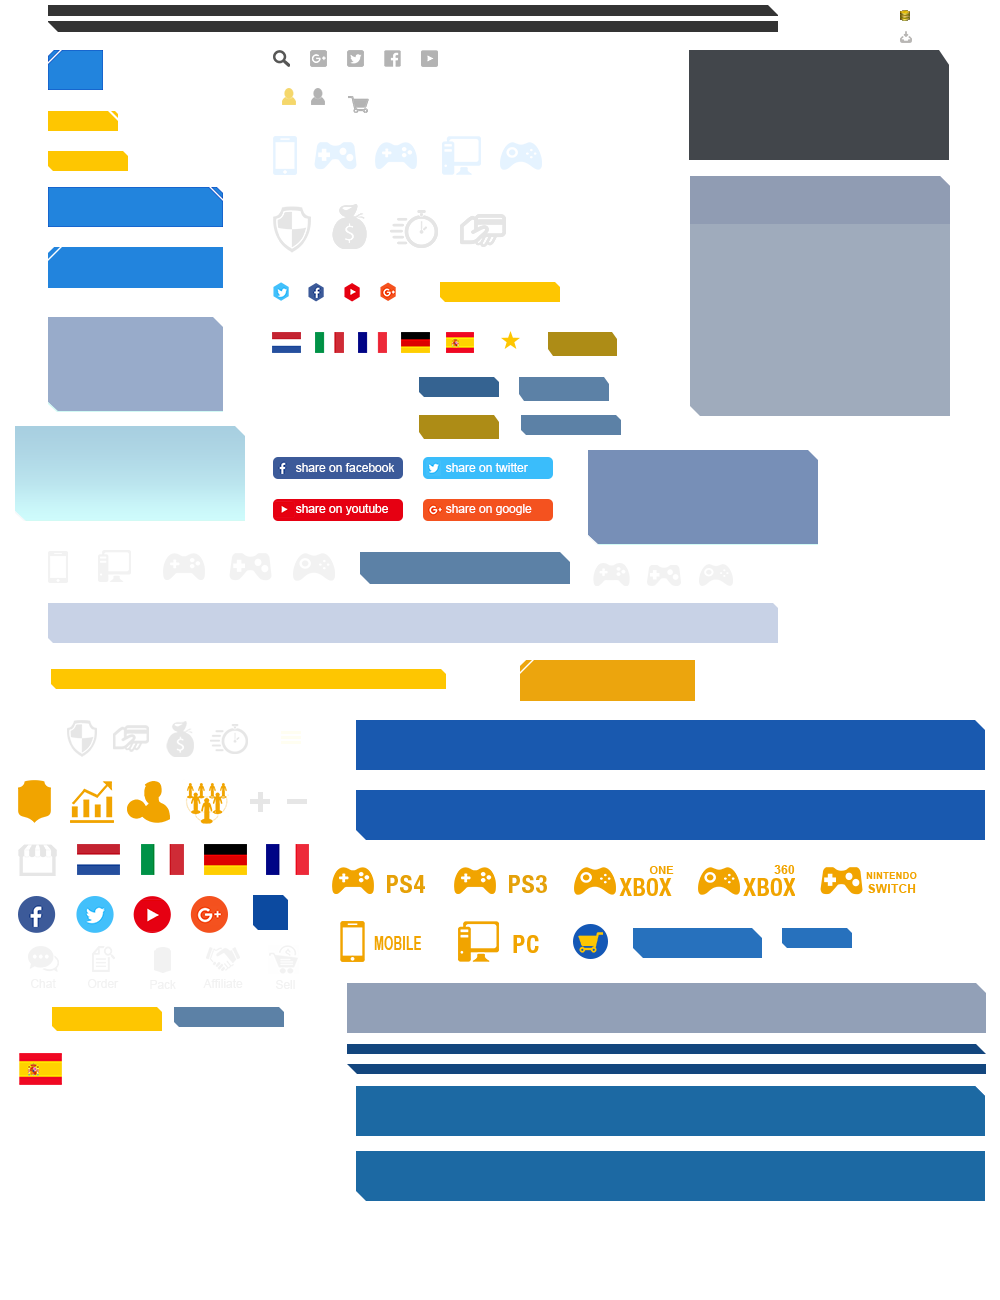 share on facebook
share on twitter
share on youtube
share on google
PS4
PS3
ONE
XBOX
360
XBOX
NINTENDO
SWITCH
MOBILE
PC
Chat
Order
Pack
Affiliate
Sell